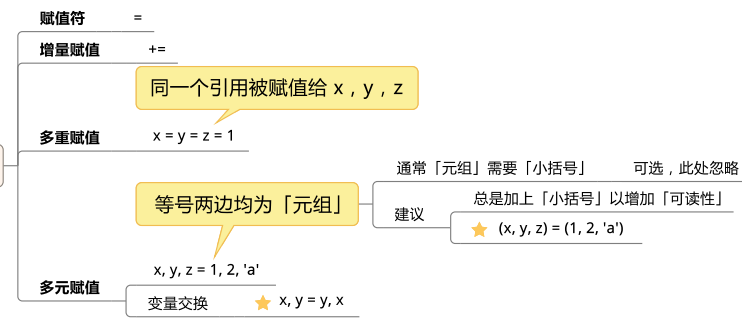 赋值符 =
增量赋值 +=
同一个引用被赋值给 x，y，z
多重赋值 x = y = z = 1
通常「元组」需要「小括号」 可选，此处忽略
等号两边均为「元组」
建议
总是加上「小括号」以增加「可读性」
(x, y, z) = (1, 2, 'a')
多元赋值
x, y, z = 1, 2, 'a'
变量交换 x, y = y, x